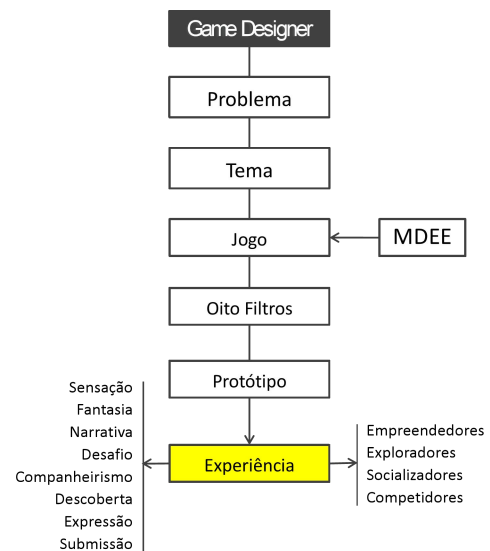 Game Designer
Problema
Tema
Jogo
MDEE
Oito Filtros
Protótipo
Sensação
Fantasia
Narrativa
Desafio
Companheirismo
Descoberta
Expressão
Submissão
Experiência
Empreendedores
Exploradores
Socializadores
Competidores